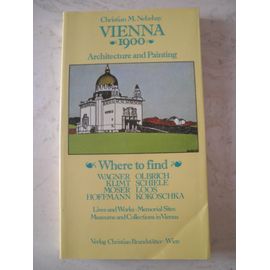 Christian M. Nebehay
VIENNA
1900
Architecture and Painting
Where to find
WAGNER OLBRICH
KLIMT SCHIELE
MOSER LOOS
HOFFMANN KOKOSCHKA
Lives and Works · Memorial Sites
Museums and Collections in Vienna
Verlag Christian Brandstätter · Wien